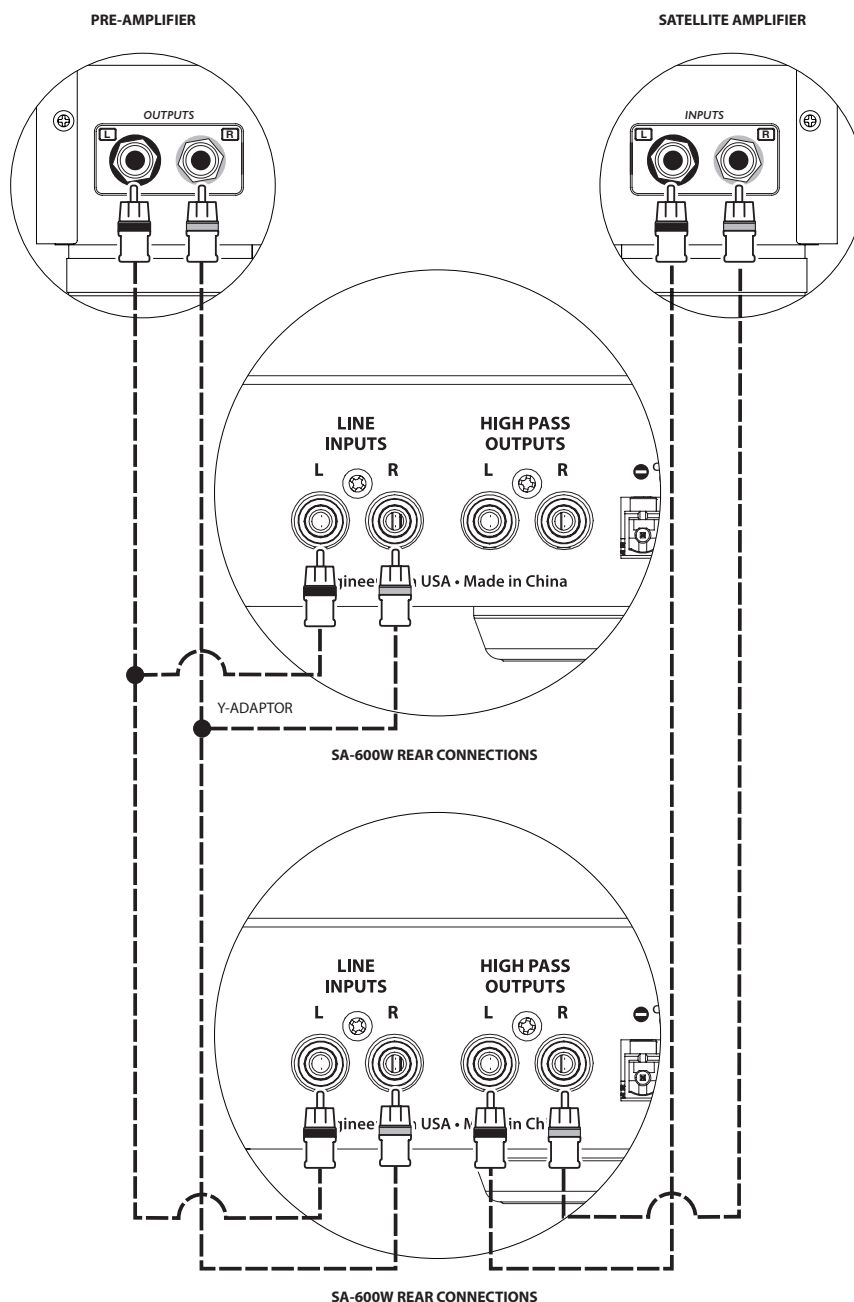 PRE-AMPLIFIER
SATELLITE AMPLIFIER
OUTPUTS
L
R
INPUTS
L
R
LINE
INPUTS
L R
HIGH PASS
OUTPUTS
L R
USA • Made in China
Y-ADAPTOR
SA-600W REAR CONNECTIONS
LINE
INPUTS
L R
HIGH PASS
OUTPUTS
L R
USA • in
SA-600W REAR CONNECTIONS